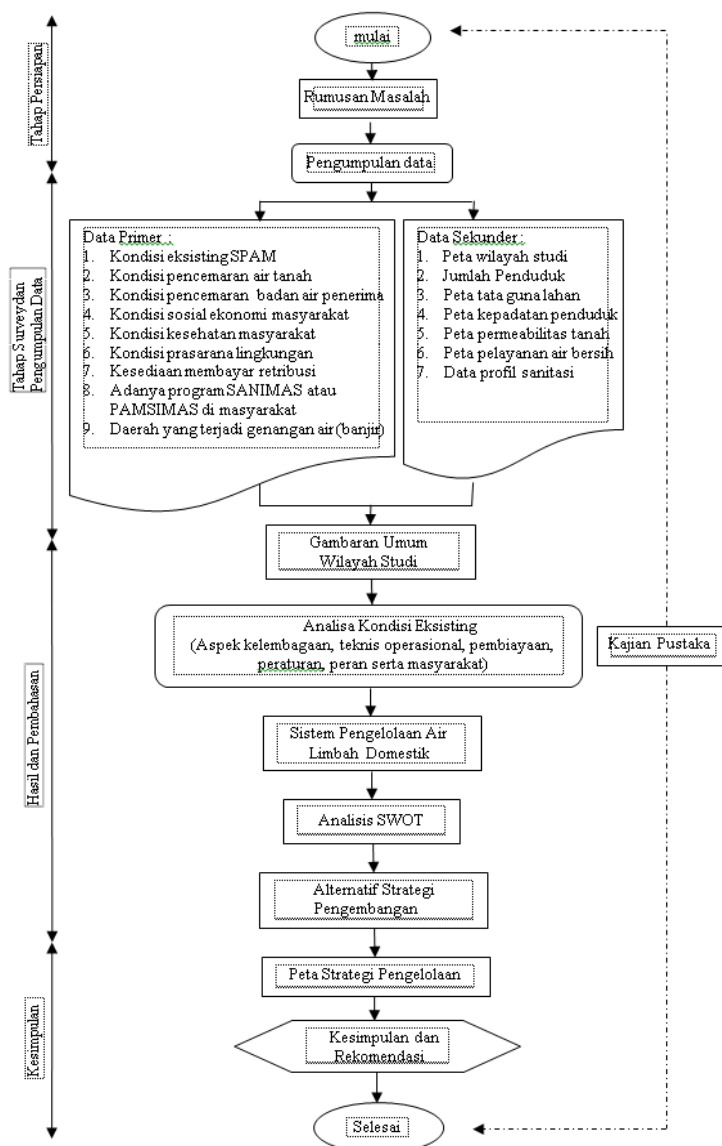 mulai
Tahap Persiapan
Rumusan Masalah
Pengumpulan data
Tahap Survey dan
Pengumpulan Data
Data Primer :
1. Kondisi eksisting SPAM
2. Kondisi pencemaran air tanah
3. Kondisi pencemaran badan air penerima
4. Kondisi sosial ekonomi masyarakat
5. Kondisi kesehatan masyarakat
6. Kondisi prasarana lingkungan
7. Kesediaan membayar retribusi
8. Adanya program SANIMAS atau
PAMSIMAS di masyarakat
9. Daerah yang terjadi genangan air (banjir)
Data Sekunder :
1. Peta wilayah studi
2. Jumlah Penduduk
3. Peta tata guna lahan
4. Peta kepadatan penduduk
5. Peta permeabilitas tanah
6. Peta pelayanan air bersih
7. Data profil sanitasi
Hasil dan Pembahasan
Gambaran Umum
Wilayah Studi
Analisa Kondisi Eksisting
(Aspek kelembagaan, teknis operasional, pembiayaan,
peraturan, peran serta masyarakat)
Kajian Pustaka
Sistem Pengelolaan Air
Limbah Domestik
Analisis SWOT
Alternatif Strategi
Pengembangan
Kesimpulan
Peta Strategi Pengelolaan
Kesimpulan dan
Rekomendasi
Selesai